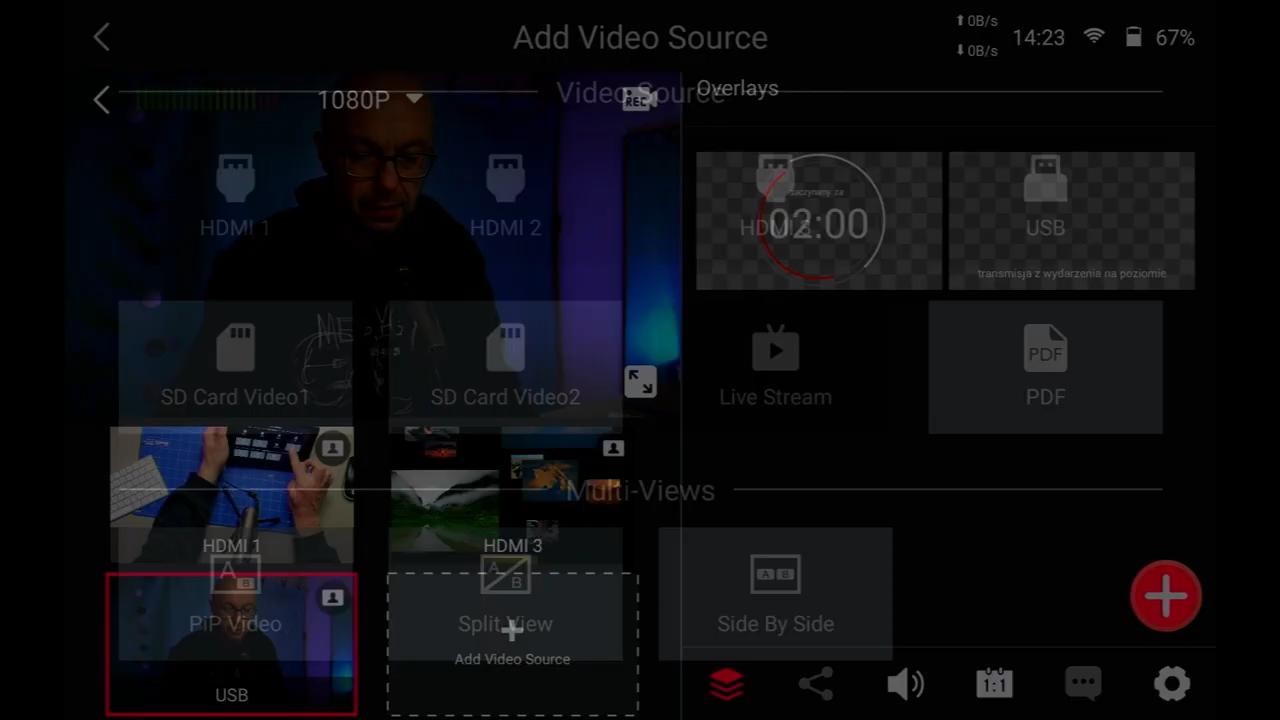 Add Video Source
0B/s
0B/s
14:23
67%
1080P
Video Source
REC
Overlays
HDMI 1
HDMI 2
HDMI 3
USB
zaczynamy za
02:00
transmisja z wydarzenia na poziomie
SD Card Video1
SD Card Video2
Live Stream
PDF
PDF
Multi-Views
HDMI 1
HDMI 3
A
B
A
B
A B
PiP Video
Split View
Side By Side
Add Video Source
USB
1:1